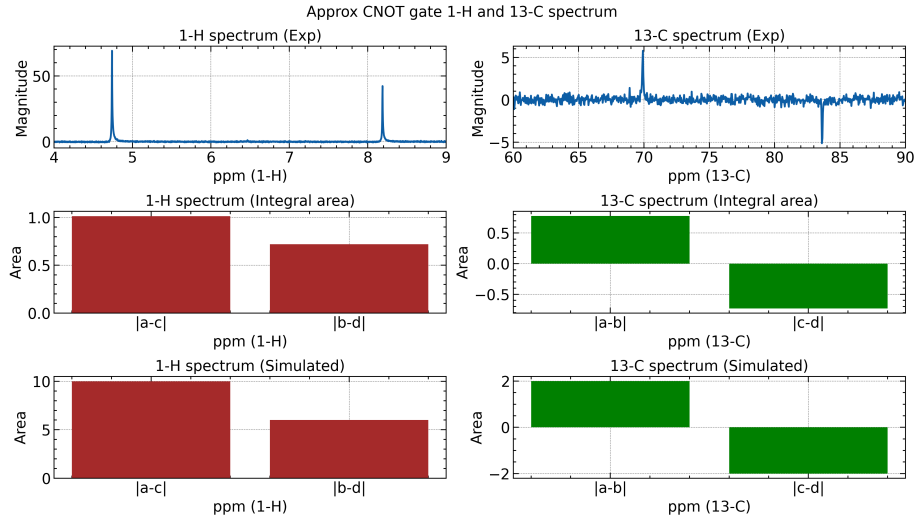 Approx CNOT gate 1-H and 13-C spectrum
1-H spectrum (Exp)
Magnitude
50
0
4 5 6 7 8 9
ppm (1-H)
13-C spectrum (Exp)
Magnitude
5
0
−5
60 65 70 75 80 85 90
ppm (13-C)
1-H spectrum (Integral area)
Area
1.0
0.5
0.0
|a-c| |b-d|
ppm (1-H)
13-C spectrum (Integral area)
Area
0.5
0.0
−0.5
|a-b| |c-d|
ppm (13-C)
1-H spectrum (Simulated)
Area
10
5
0
|a-c| |b-d|
ppm (1-H)
13-C spectrum (Simulated)
Area
2
0
−2
|a-b| |c-d|
ppm (13-C)